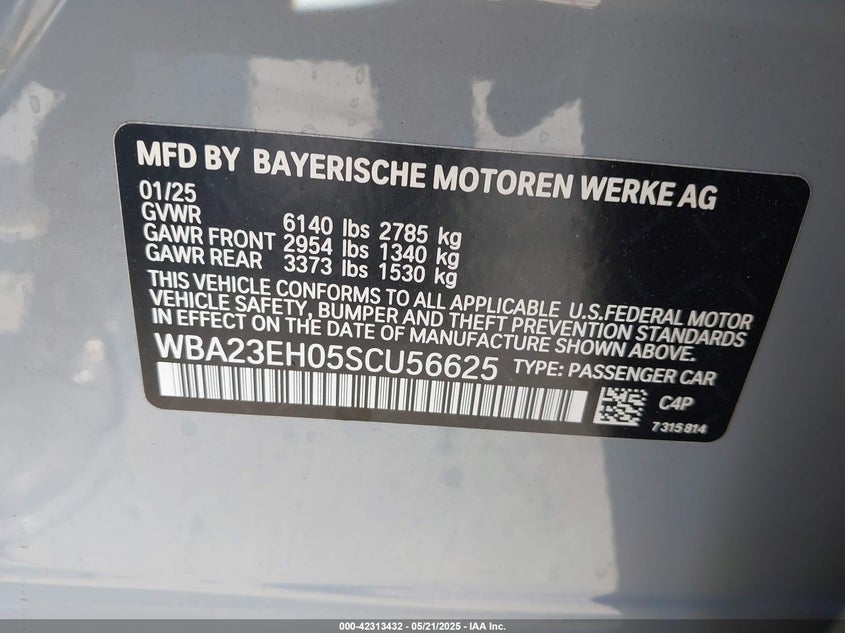 MFD BY BAYERISCHE MOTOREN WERKE AG
01/25
GVWR 6140 lbs 2785 kg
GAWR FRONT 2954 lbs 1340 kg
GAWR REAR 3373 lbs 1530 kg
THIS VEHICLE CONFORMS TO ALL APPLICABLE U.S.FEDERAL MOTOR
VEHICLE SAFETY, BUMPER AND THEFT PREVENTION STANDARDS
IN EFFECT ON THE DATE OF MANUFACTURE SHOWN ABOVE.
WBA23EH05SCU56625 TYPE: PASSENGER CAR
C4P
7315814
000-42313432 - 05/21/2025 - IAA Inc.